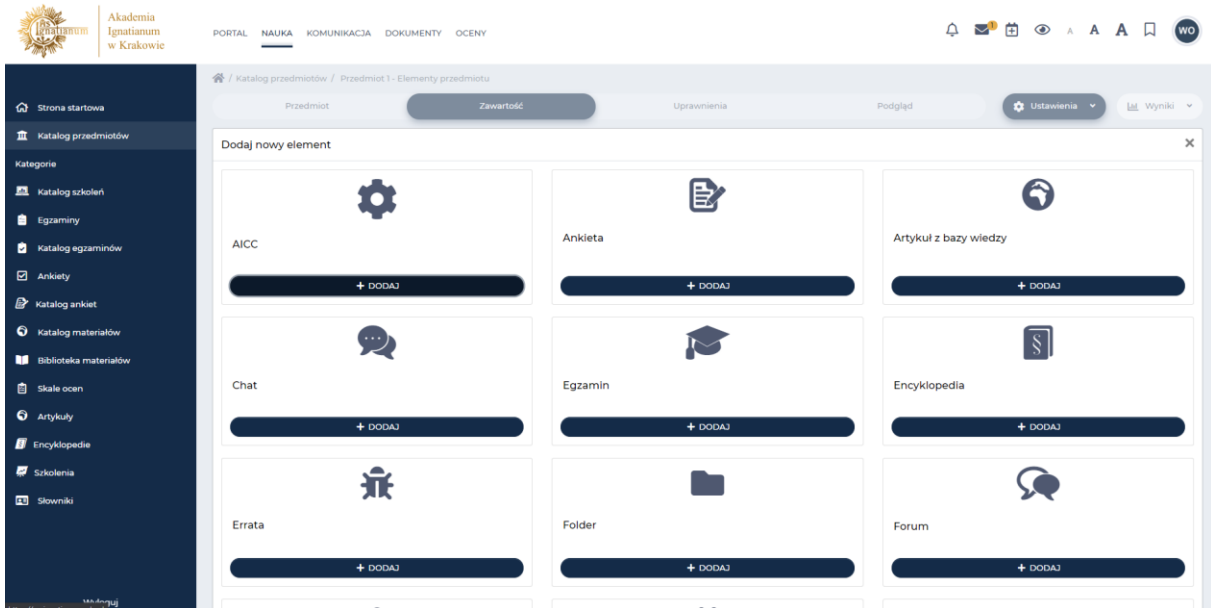 Ignatianum
Akademia
Ignatianum
w Krakowie
PORTAL NAUKA KOMUNIKACJA DOKUMENTY OCENY
1
A A A
WO
/ Katalog przedmiotów / Przedmiot 1 - Elementy przedmiotu
Przedmiot Zawartość Uprawnienia Podgląd Ustawienia Wyniki
Strona startowa
Katalog przedmiotów
Kategorie
Katalog szkoleń
Egzaminy
Katalog egzaminów
Ankiety
Katalog ankiet
Katalog materiałów
Biblioteka materiałów
Skale ocen
Artykuły
Encyklopedie
Szkolenia
Słowniki
Wyloguj
Dodaj nowy element ×
AICC Ankieta Artykuł z bazy wiedzy
+ DODAJ + DODAJ + DODAJ
§
Chat Egzamin Encyklopedia
+ DODAJ + DODAJ + DODAJ
Errata Folder Forum
+ DODAJ + DODAJ + DODAJ